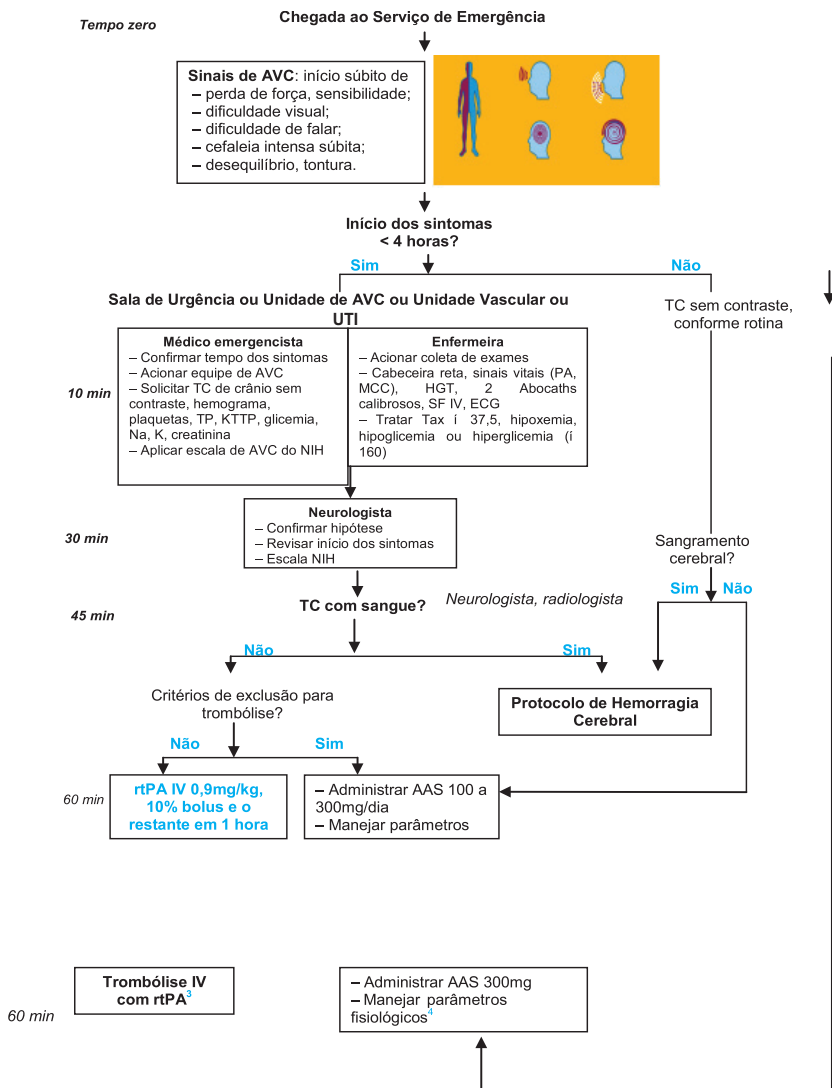 Chegada ao Serviço de Emergência
Tempo zero
Sinais de AVC: início súbito de
– perda de força, sensibilidade;
– dificuldade visual;
– dificuldade de falar;
– cefaleia intensa súbita;
– desequilíbrio, tontura.
Início dos sintomas
< 4 horas?
Sim
Não
Sala de Urgência ou Unidade de AVC ou Unidade Vascular ou
UTI
TC sem contraste,
conforme rotina
10 min
Médico emergencista
– Confirmar tempo dos sintomas
– Acionar equipe de AVC
– Solicitar TC de crânio sem
contraste, hemograma,
plaquetas, TP, KTTP, glicemia,
Na, K, creatinina
– Aplicar escala de AVC do NIH
Enfermeira
– Acionar coleta de exames
– Cabeceira reta, sinais vitais (PA,
MCC), HGT, 2 Abocaths
calibrosos, SF IV, ECG
– Tratar Tax í 37,5, hipoxemia,
hipoglicemia ou hiperglicemia (í
160)
30 min
Neurologista
– Confirmar hipótese
– Revisar início dos sintomas
– Escala NIH
Sangramento
cerebral?
Sim
Não
45 min
TC com sangue?
Neurologista, radiologista
Não
Sim
Critérios de exclusão para
trombólise?
Protocolo de Hemorragia
Cerebral
Não
Sim
60 min
rtPA IV 0,9mg/kg,
10% bolus e o
restante em 1 hora
– Administrar AAS 100 a
300mg/dia
– Manejar parâmetros
Trombólise IV
com rtPA3
60 min
– Administrar AAS 300mg
– Manejar parâmetros
fisiológicos4